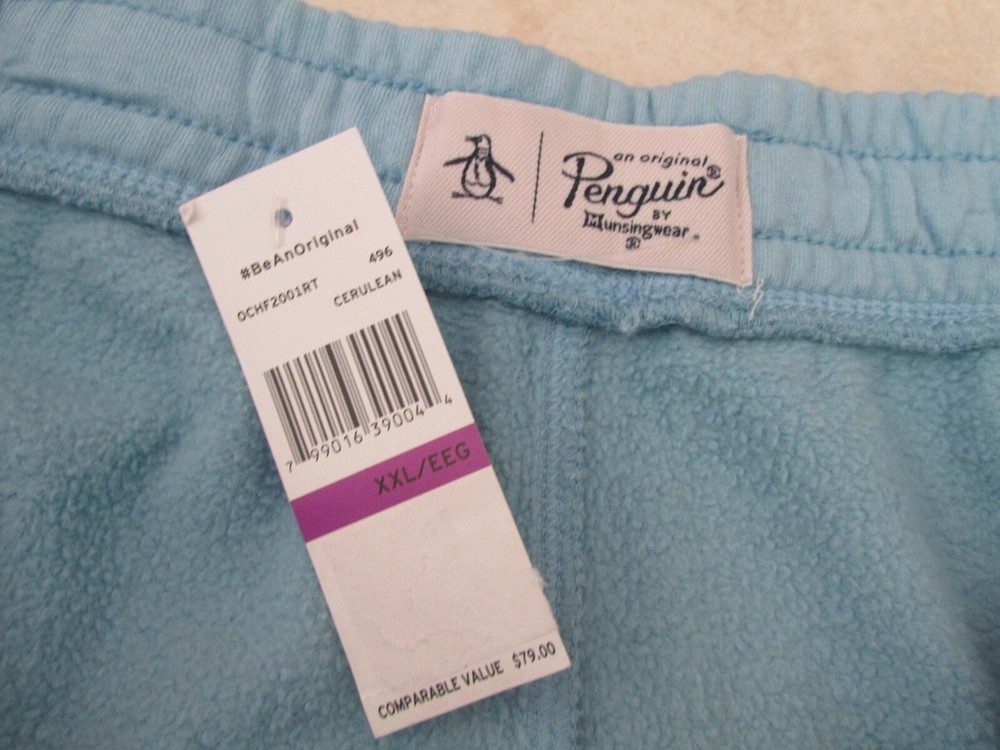 an original
Penguin
BY
Munsingwear
#BeAnOriginal
496
OCHF2001RT CERULEAN
7 99016 39004 4
XXL/EEG
COMPARABLE VALUE $79.00